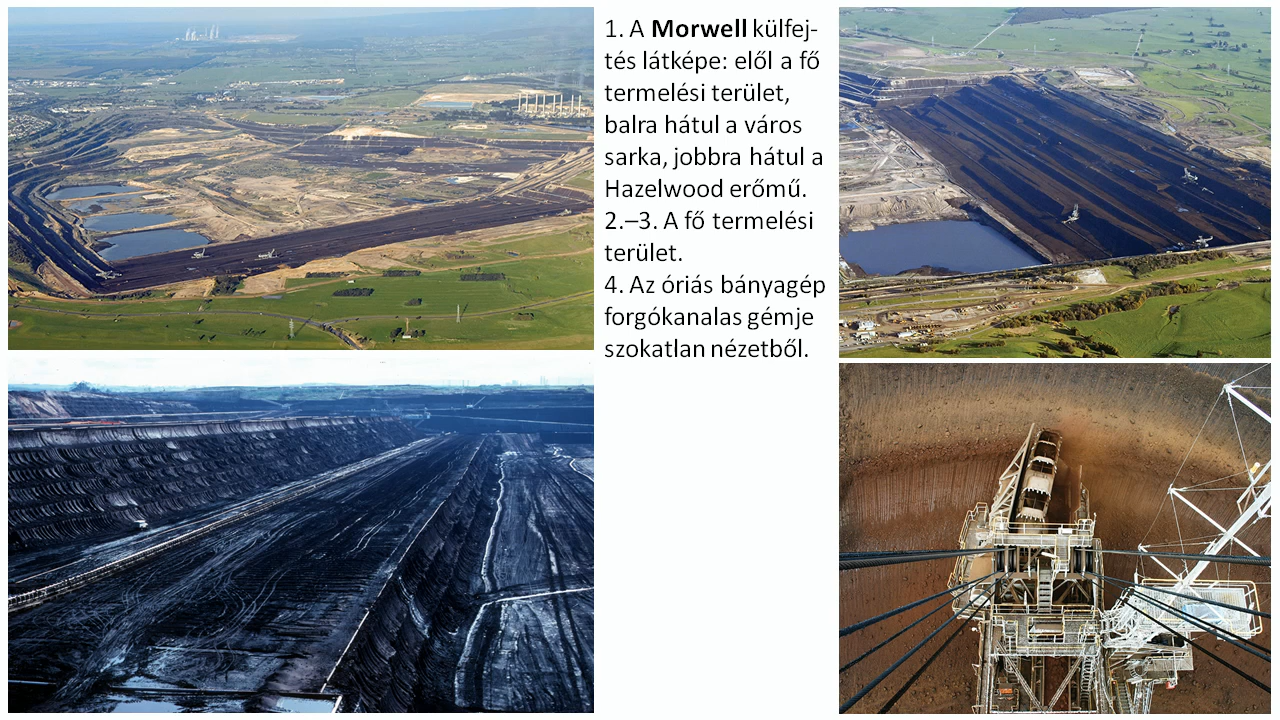 1. A Morwell külfej-
tés látképe: elől a fő
termelési terület,
balra hátul a város
sarka, jobbra hátul a
Hazelwood erőmű.
2.–3. A fő termelési
terület.
4. Az óriás bányagép
forgókanalas gémje
szokatlan nézetből.